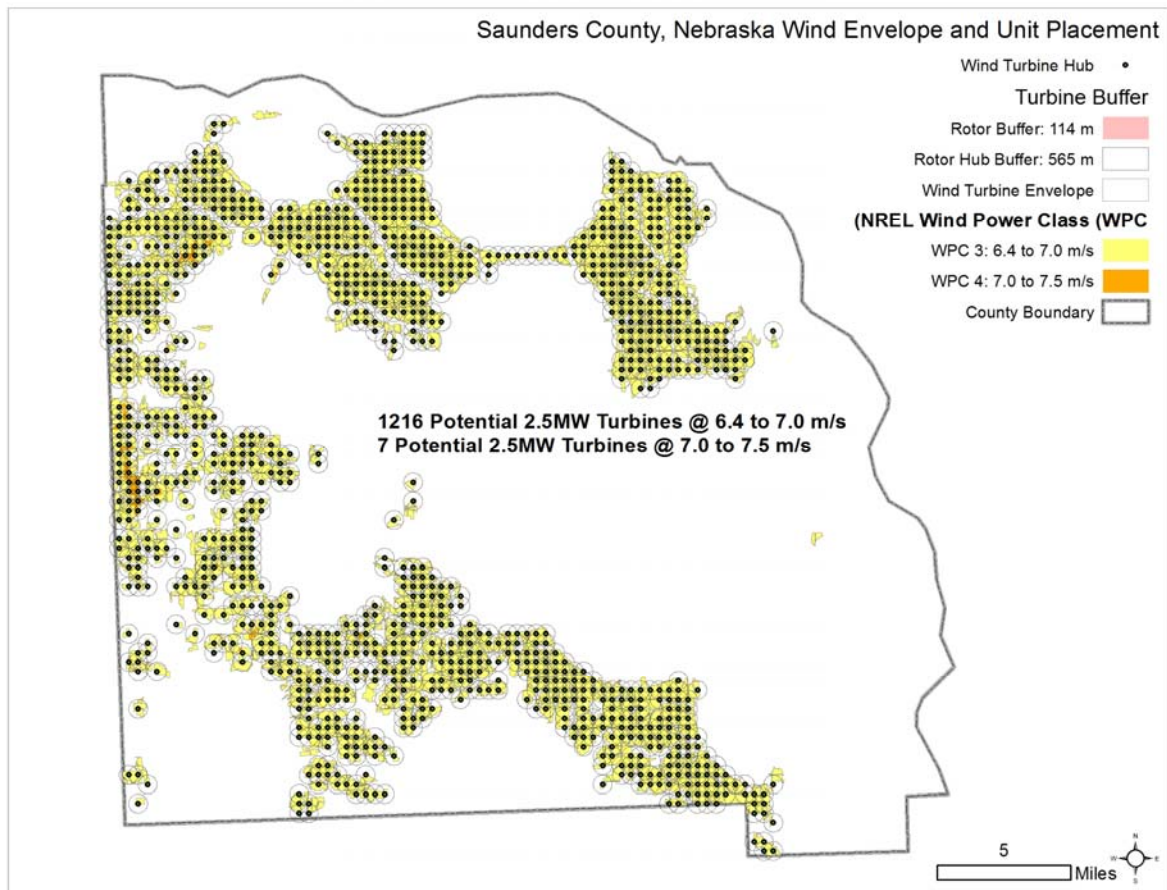 Saunders County, Nebraska Wind Envelope and Unit Placement
Wind Turbine Hub
Turbine Buffer
Rotor Buffer: 114 m
Rotor Hub Buffer: 565 m
Wind Turbine Envelope
(NREL Wind Power Class (WPC
WPC 3: 6.4 to 7.0 m/s
WPC 4: 7.0 to 7.5 m/s
County Boundary
1216 Potential 2.5MW Turbines @ 6.4 to 7.0 m/s
7 Potential 2.5MW Turbines @ 7.0 to 7.5 m/s
5
Miles
N
W E
S